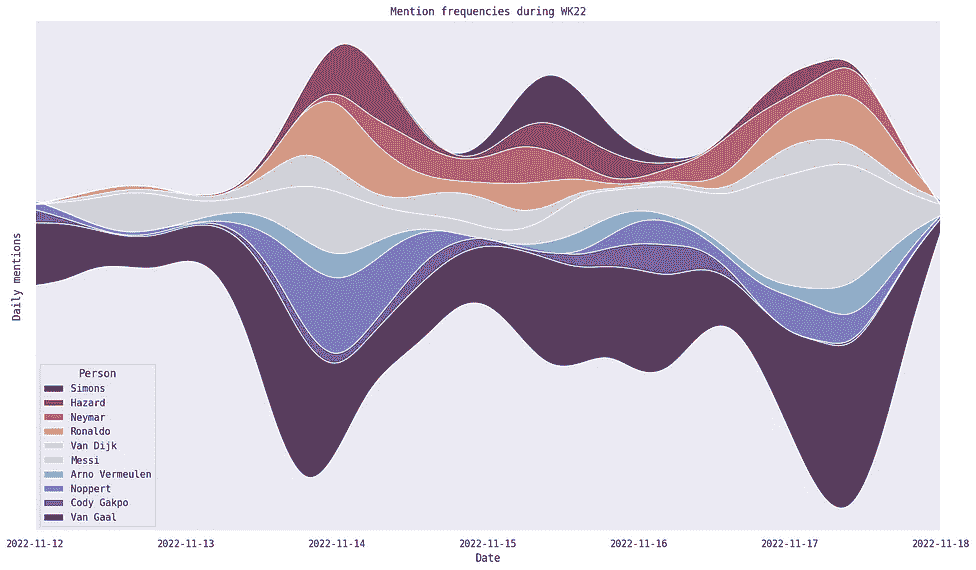 Mention frequencies during WK22
Daily mentions
Person
Simons
Hazard
Neymar
Ronaldo
Van Dijk
Messi
Arno Vermeulen
Noppert
Cody Gakpo
Van Gaal
2022-11-12 2022-11-13 2022-11-14 2022-11-15 2022-11-16 2022-11-17 2022-11-18
Date